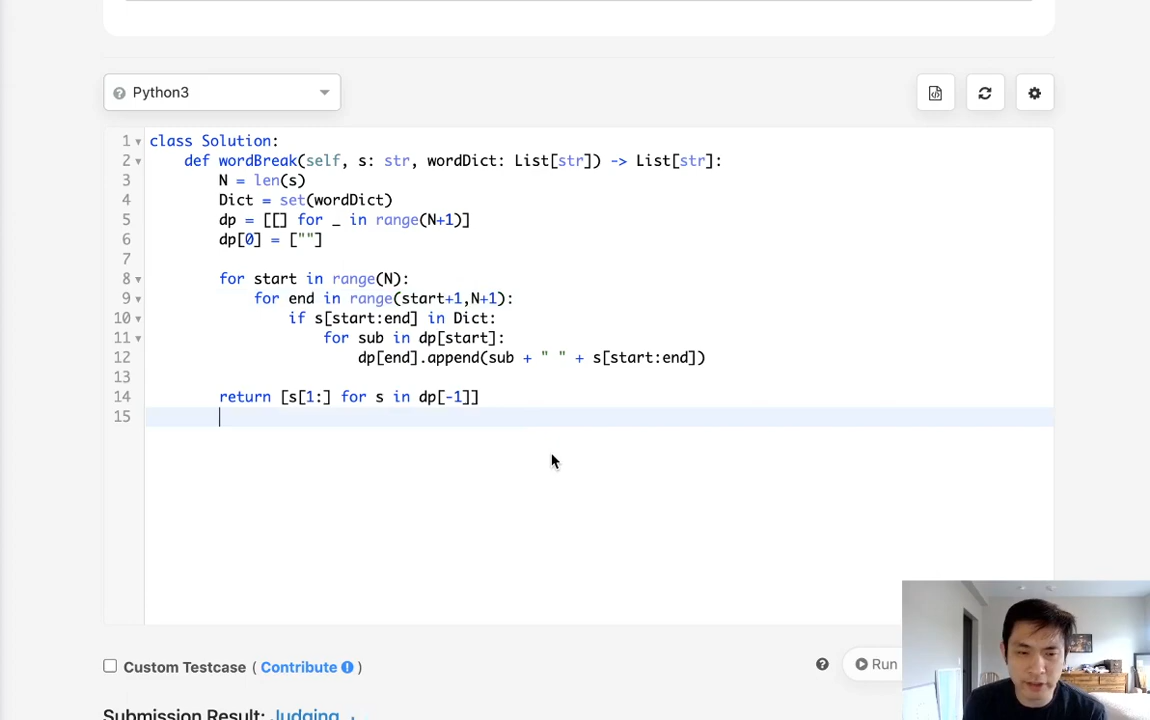 Python3
1 class Solution:
2 def wordBreak(self, s: str, wordDict: List[str]) -> List[str]:
3 N = len(s)
4 Dict = set(wordDict)
5 dp = [[] for _ in range(N+1)]
6 dp[0] = [""]
7
8 for start in range(N):
9 for end in range(start+1,N+1):
10 if s[start:end] in Dict:
11 for sub in dp[start]:
12 dp[end].append(sub + " " + s[start:end])
13
14 return [s[1:] for s in dp[-1]]
15
Custom Testcase ( Contribute )
Run
Submission Result: Judging